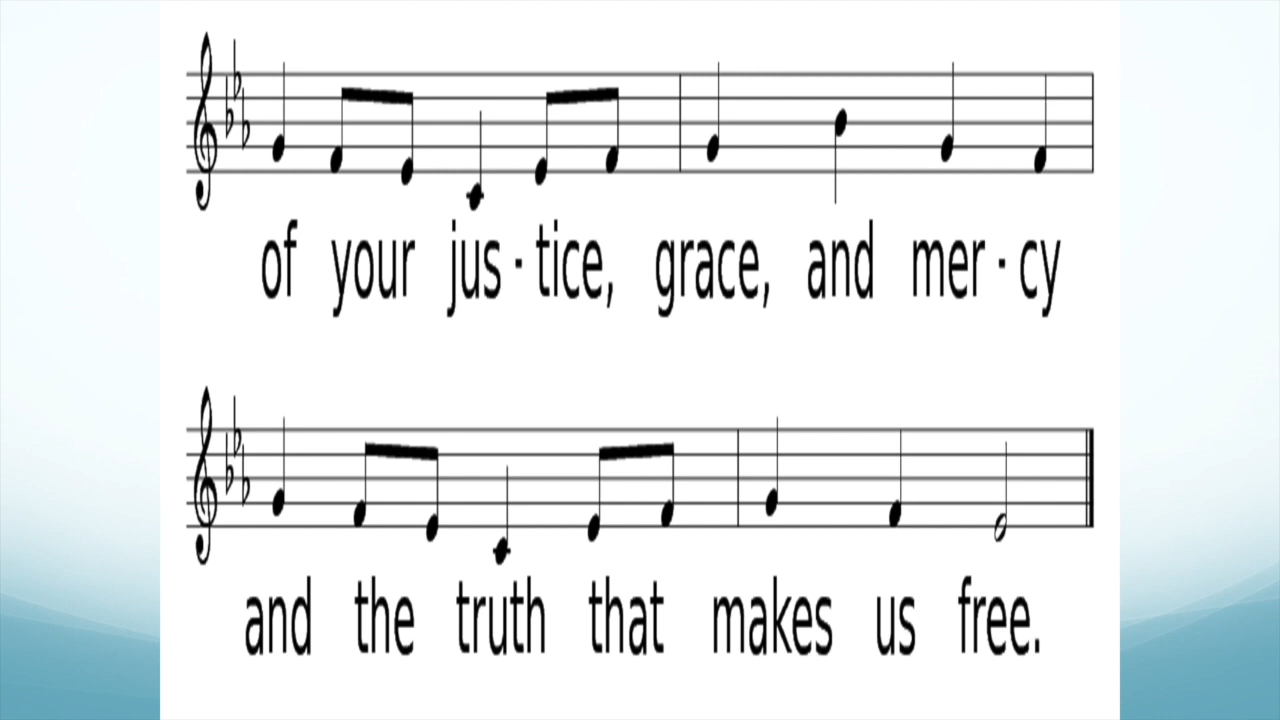 of your jus · tice, grace, and mer · cy
and the truth that makes us free.